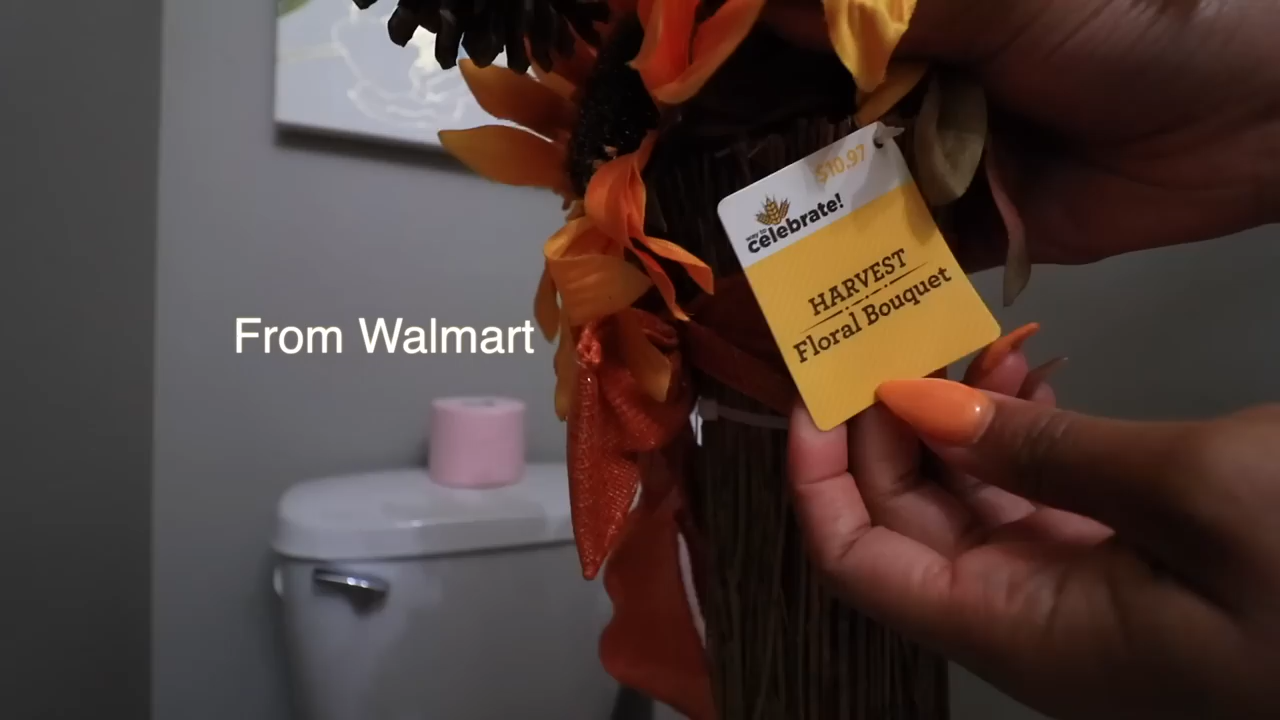 $10.97
way to
celebrate!
HARVEST
Floral Bouquet
From Walmart